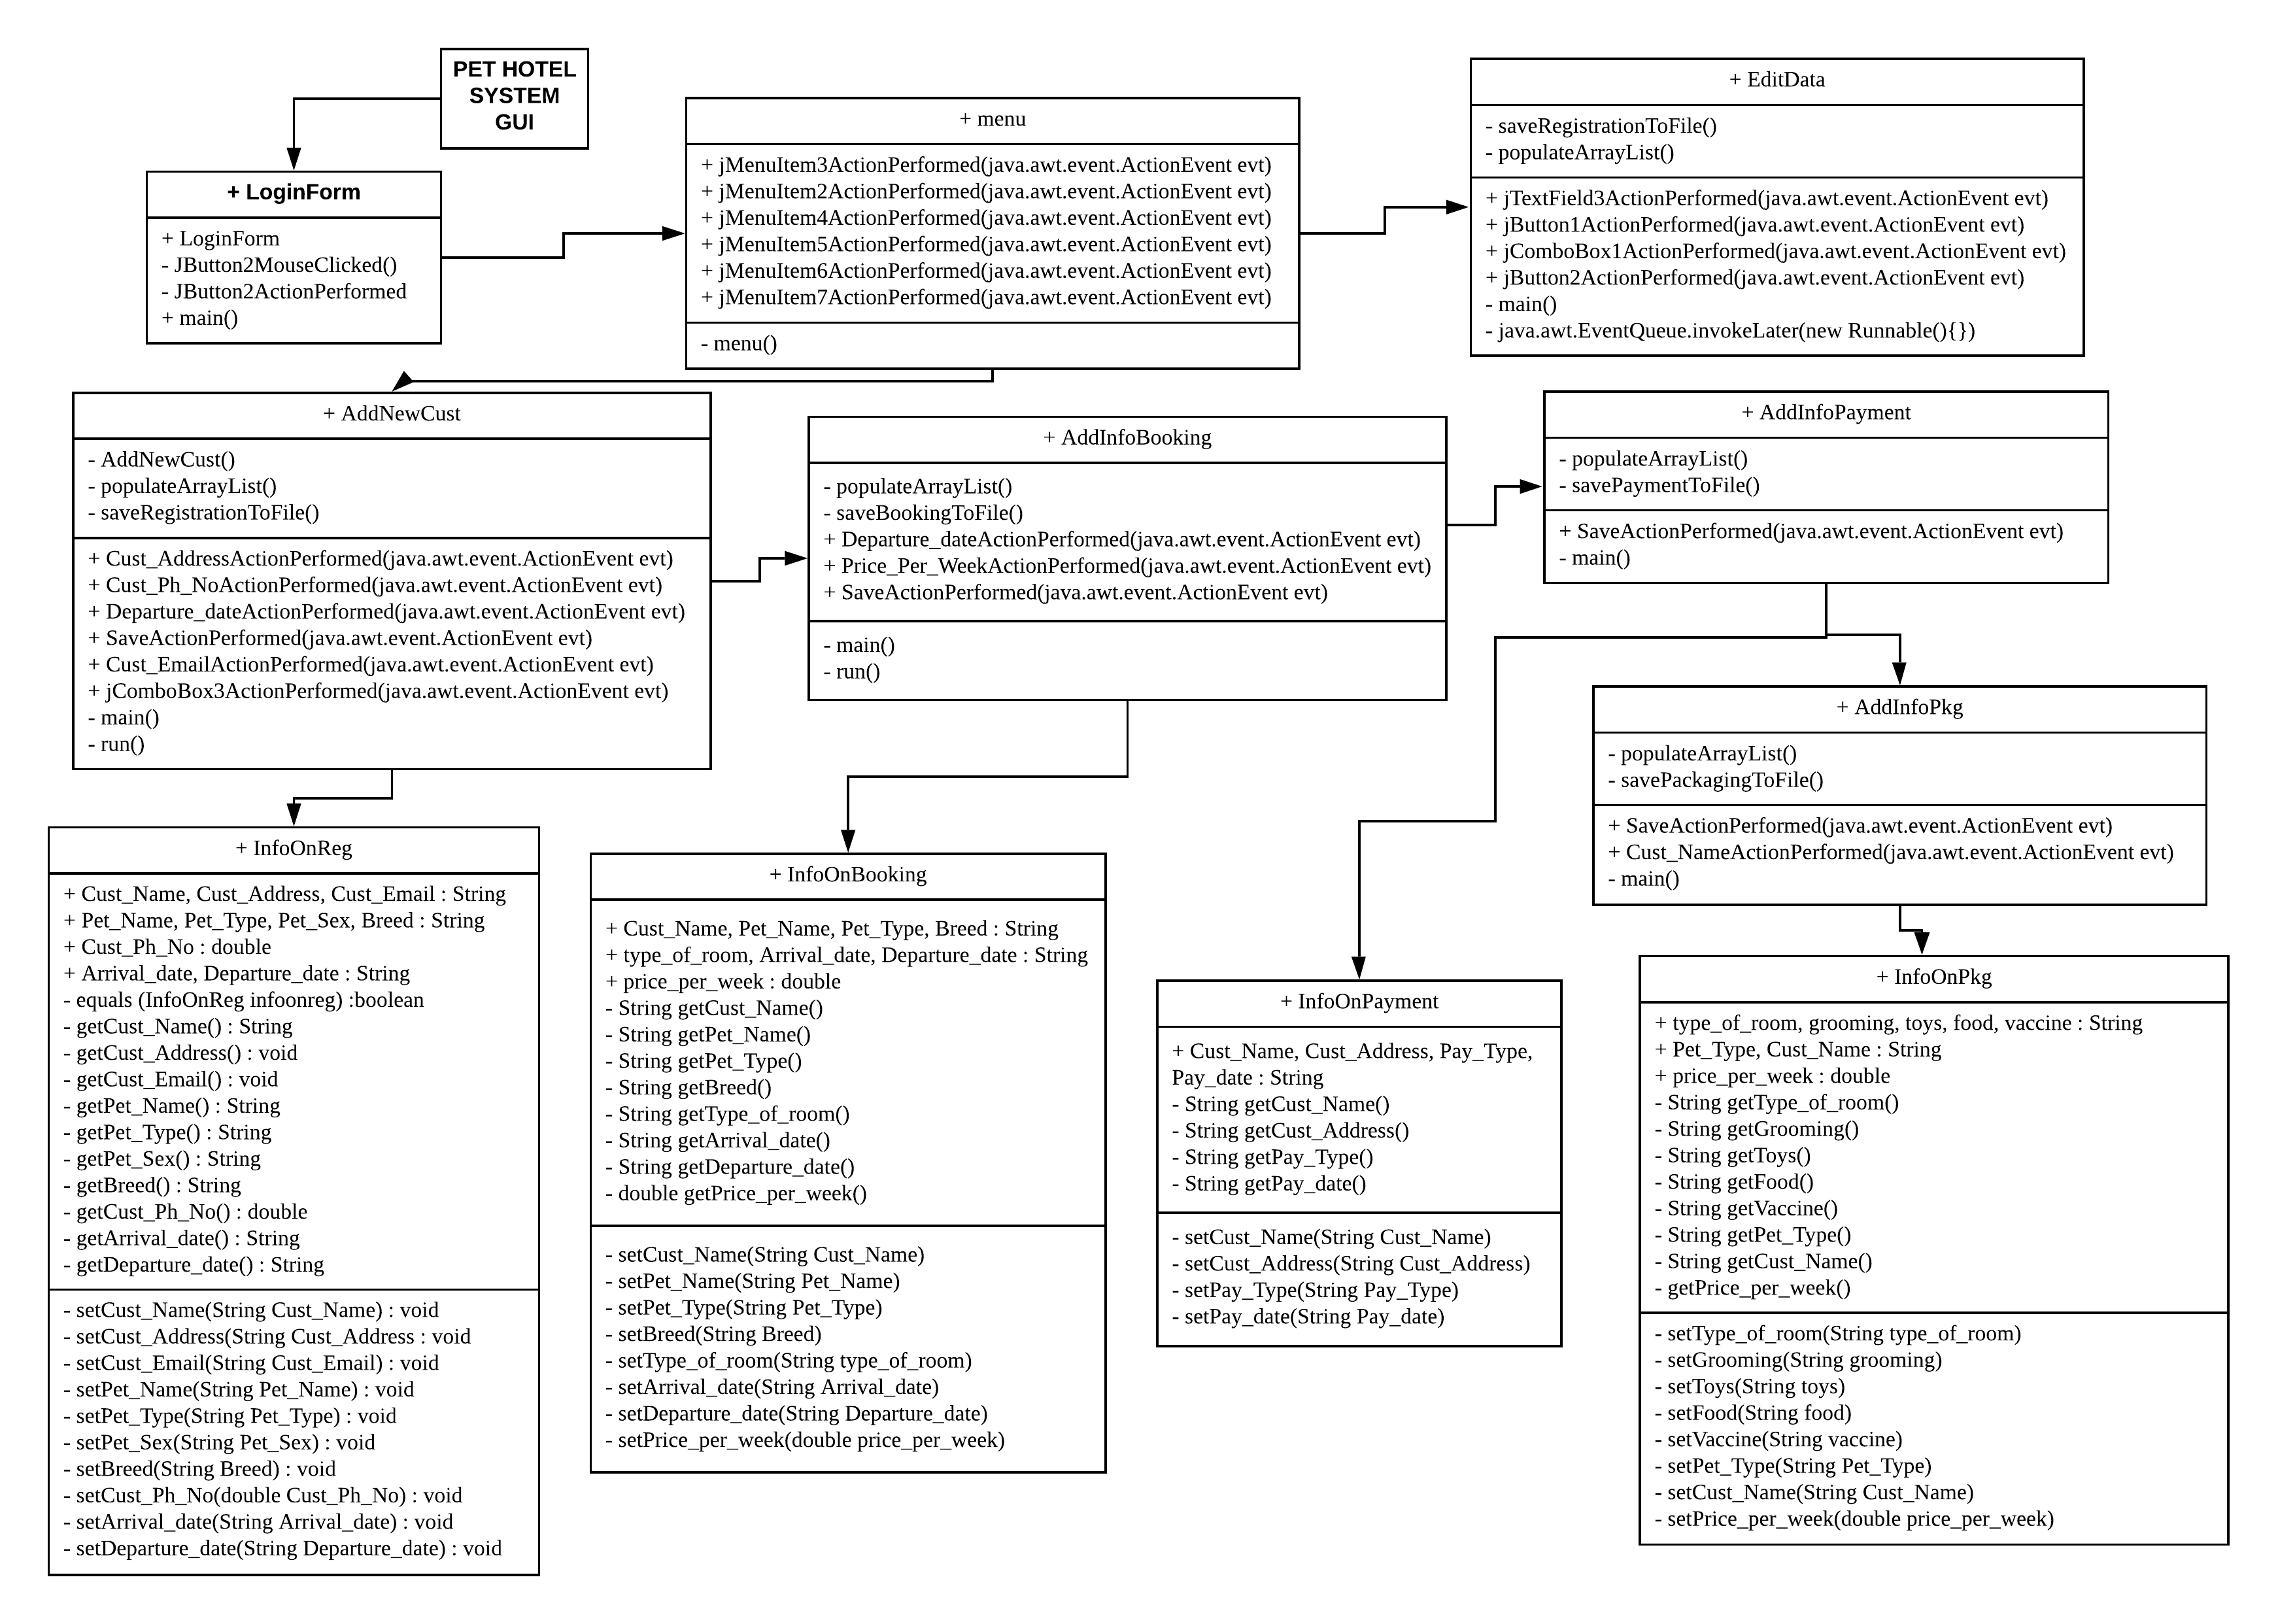 PET HOTEL
SYSTEM
GUI
+ LoginForm
+ LoginForm
- JButton2MouseClicked()
- JButton2ActionPerformed
+ main()
+ menu
+ jMenuItem3ActionPerformed(java.awt.event.ActionEvent evt)
+ jMenuItem2ActionPerformed(java.awt.event.ActionEvent evt)
+ jMenuItem4ActionPerformed(java.awt.event.ActionEvent evt)
+ jMenuItem5ActionPerformed(java.awt.event.ActionEvent evt)
+ jMenuItem6ActionPerformed(java.awt.event.ActionEvent evt)
+ jMenuItem7ActionPerformed(java.awt.event.ActionEvent evt)
- menu()
+ EditData
- saveRegistrationToFile()
- populateArrayList()
+ jTextField3ActionPerformed(java.awt.event.ActionEvent evt)
+ jButton1ActionPerformed(java.awt.event.ActionEvent evt)
+ jComboBox1ActionPerformed(java.awt.event.ActionEvent evt)
+ jButton2ActionPerformed(java.awt.event.ActionEvent evt)
- main()
- java.awt.EventQueue.invokeLater(new Runnable(){})
+ AddNewCust
- AddNewCust()
- populateArrayList()
- saveRegistrationToFile()
+ Cust_AddressActionPerformed(java.awt.event.ActionEvent evt)
+ Cust_Ph_NoActionPerformed(java.awt.event.ActionEvent evt)
+ Departure_dateActionPerformed(java.awt.event.ActionEvent evt)
+ SaveActionPerformed(java.awt.event.ActionEvent evt)
+ Cust_EmailActionPerformed(java.awt.event.ActionEvent evt)
+ jComboBox3ActionPerformed(java.awt.event.ActionEvent evt)
- main()
- run()
+ AddInfoBooking
- populateArrayList()
- saveBookingToFile()
+ Departure_dateActionPerformed(java.awt.event.ActionEvent evt)
+ Price_Per_WeekActionPerformed(java.awt.event.ActionEvent evt)
+ SaveActionPerformed(java.awt.event.ActionEvent evt)
- main()
- run()
+ AddInfoPayment
- populateArrayList()
- savePaymentToFile()
+ SaveActionPerformed(java.awt.event.ActionEvent evt)
- main()
+ AddInfoPkg
- populateArrayList()
- savePackagingToFile()
+ SaveActionPerformed(java.awt.event.ActionEvent evt)
+ Cust_NameActionPerformed(java.awt.event.ActionEvent evt)
- main()
+ InfoOnReg
+ Cust_Name, Cust_Address, Cust_Email : String
+ Pet_Name, Pet_Type, Pet_Sex, Breed : String
+ Cust_Ph_No : double
+ Arrival_date, Departure_date : String
- equals (InfoOnReg infoonreg) :boolean
- getCust_Name() : String
- getCust_Address() : void
- getCust_Email() : void
- getPet_Name() : String
- getPet_Type() : String
- getPet_Sex() : String
- getBreed() : String
- getCust_Ph_No() : double
- getArrival_date() : String
- getDeparture_date() : String
- setCust_Name(String Cust_Name) : void
- setCust_Address(String Cust_Address : void
- setCust_Email(String Cust_Email) : void
- setPet_Name(String Pet_Name) : void
- setPet_Type(String Pet_Type) : void
- setPet_Sex(String Pet_Sex) : void
- setBreed(String Breed) : void
- setCust_Ph_No(double Cust_Ph_No) : void
- setArrival_date(String Arrival_date) : void
- setDeparture_date(String Departure_date) : void
+ InfoOnBooking
+ Cust_Name, Pet_Name, Pet_Type, Breed : String
+ type_of_room, Arrival_date, Departure_date : String
+ price_per_week : double
- String getCust_Name()
- String getPet_Name()
- String getPet_Type()
- String getBreed()
- String getType_of_room()
- String getArrival_date()
- String getDeparture_date()
- double getPrice_per_week()
- setCust_Name(String Cust_Name)
- setPet_Name(String Pet_Name)
- setPet_Type(String Pet_Type)
- setBreed(String Breed)
- setType_of_room(String type_of_room)
- setArrival_date(String Arrival_date)
- setDeparture_date(String Departure_date)
- setPrice_per_week(double price_per_week)
+ InfoOnPayment
+ Cust_Name, Cust_Address, Pay_Type,
Pay_date : String
- String getCust_Name()
- String getCust_Address()
- String getPay_Type()
- String getPay_date()
- setCust_Name(String Cust_Name)
- setCust_Address(String Cust_Address)
- setPay_Type(String Pay_Type)
- setPay_date(String Pay_date)
+ InfoOnPkg
+ type_of_room, grooming, toys, food, vaccine : String
+ Pet_Type, Cust_Name : String
+ price_per_week : double
- String getType_of_room()
- String getGrooming()
- String getToys()
- String getFood()
- String getVaccine()
- String getPet_Type()
- String getCust_Name()
- getPrice_per_week()
- setType_of_room(String type_of_room)
- setGrooming(String grooming)
- setToys(String toys)
- setFood(String food)
- setVaccine(String vaccine)
- setPet_Type(String Pet_Type)
- setCust_Name(String Cust_Name)
- setPrice_per_week(double price_per_week)